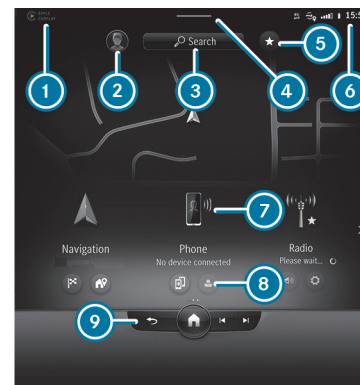 APPLE
CARPLAY
15:5
Search
1
2
3
4
5
6
7
Navigation
Phone
Radio
No device connected
Please wait...
8
9